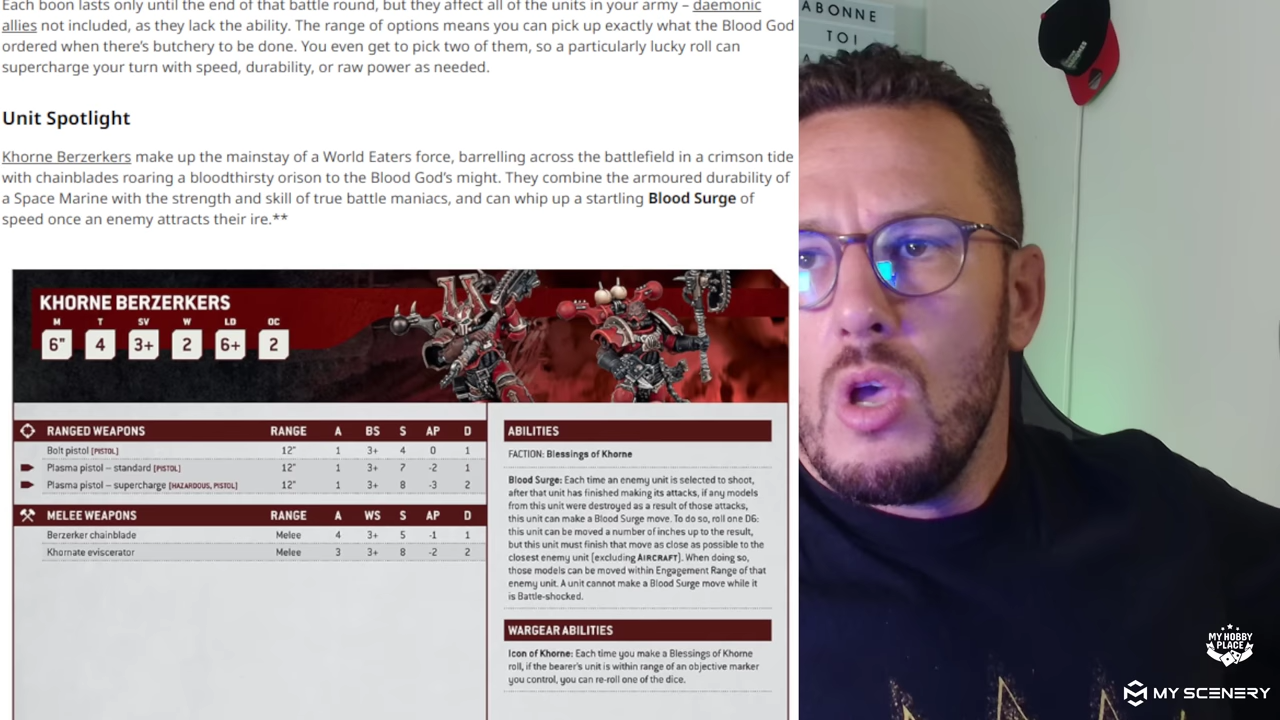 Each boon lasts only until the end of that battle round, but they affect all of the units in your army – daemonic
allies not included, as they lack the ability. The range of options means you can pick up exactly what the Blood God
ordered when there's butchery to be done. You even get to pick two of them, so a particularly lucky roll can
supercharge your turn with speed, durability, or raw power as needed.
Unit Spotlight
Khorne Berzerkers make up the mainstay of a World Eaters force, barrelling across the battlefield in a crimson tide
with chainblades roaring a bloodthirsty orison to the Blood God's might. They combine the armoured durability of
a Space Marine with the strength and skill of true battle maniacs, and can whip up a startling Blood Surge of
speed once an enemy attracts their ire.**
KHORNE BERZERKERS
M T SV W LD OC
6" 4 3+ 2 6+ 2
RANGED WEAPONS RANGE A BS S AP D
Bolt pistol [PISTOL] 12" 1 3+ 4 0 1
Plasma pistol – standard [PISTOL] 12" 1 3+ 7 -2 1
Plasma pistol – supercharge [HAZARDOUS, PISTOL] 12" 1 3+ 8 -3 2
MELEE WEAPONS RANGE A WS S AP D
Berzerker chainblade Melee 4 3+ 5 -1 1
Khornate eviscerator Melee 3 3+ 8 -2 2
ABILITIES
FACTION: Blessings of Khorne
Blood Surge: Each time an enemy unit is selected to shoot,
after that unit has finished making its attacks, if any models
from this unit were destroyed as a result of those attacks,
this unit can make a Blood Surge move. To do so, roll one D6:
this unit can be moved a number of inches up to the result,
but this unit must finish that move as close as possible to the
closest enemy unit (excluding AIRCRAFT). When doing so,
those models can be moved within Engagement Range of that
enemy unit. A unit cannot make a Blood Surge move while it
is Battle-shocked.
WARGEAR ABILITIES
Icon of Khorne: Each time you make a Blessings of Khorne
roll, if the bearer's unit is within range of an objective marker
you control, you can re-roll one of the dice.
ABONNE
TOI
MY HOBBY
PLACE
MY SCENERY